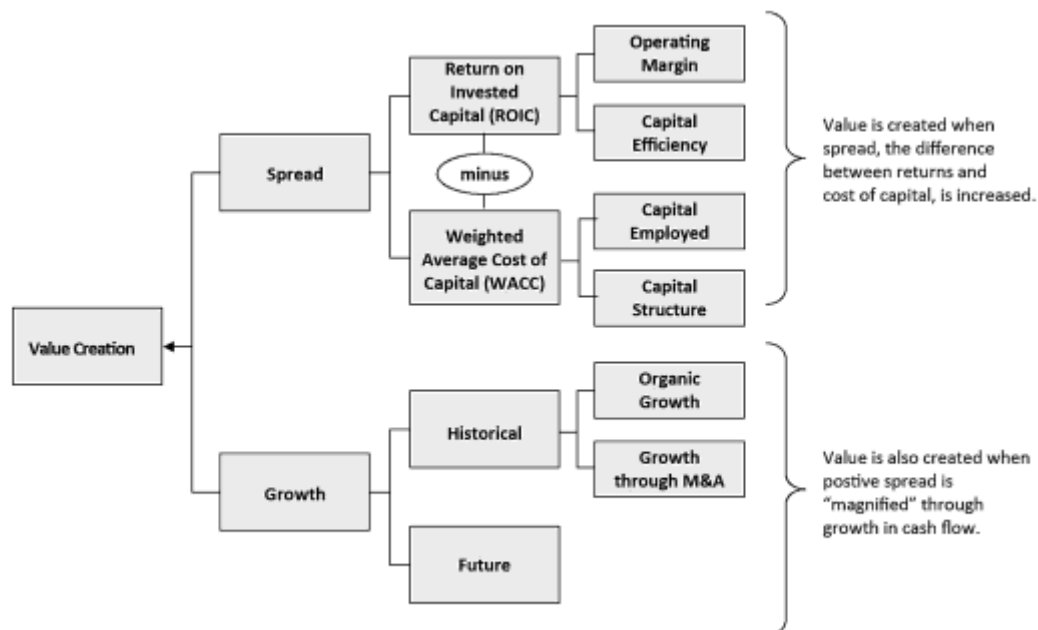 Operating
Margin
Return on
Invested
Capital (ROIC)
Capital
Efficiency
Value is created when
spread, the difference
between returns and
cost of capital, is increased.
Spread
minus
Capital
Employed
Weighted
Average Cost of
Capital (WACC)
Capital
Structure
Value Creation
Organic
Growth
Historical
Growth
through M&A
Value is also created when
postive spread is
"magnified" through
growth in cash flow.
Growth
Future